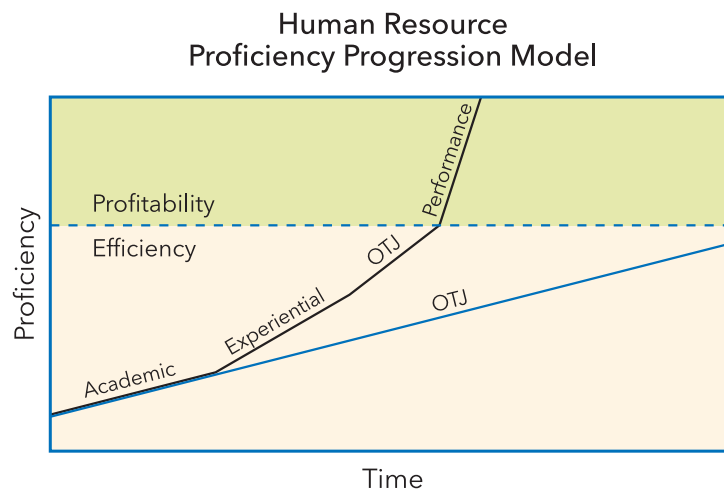 Human Resource
Proficiency Progression Model
Proficiency
Profitability
Efficiency
Academic
Experiential
OTJ
Performance
OTJ
Time